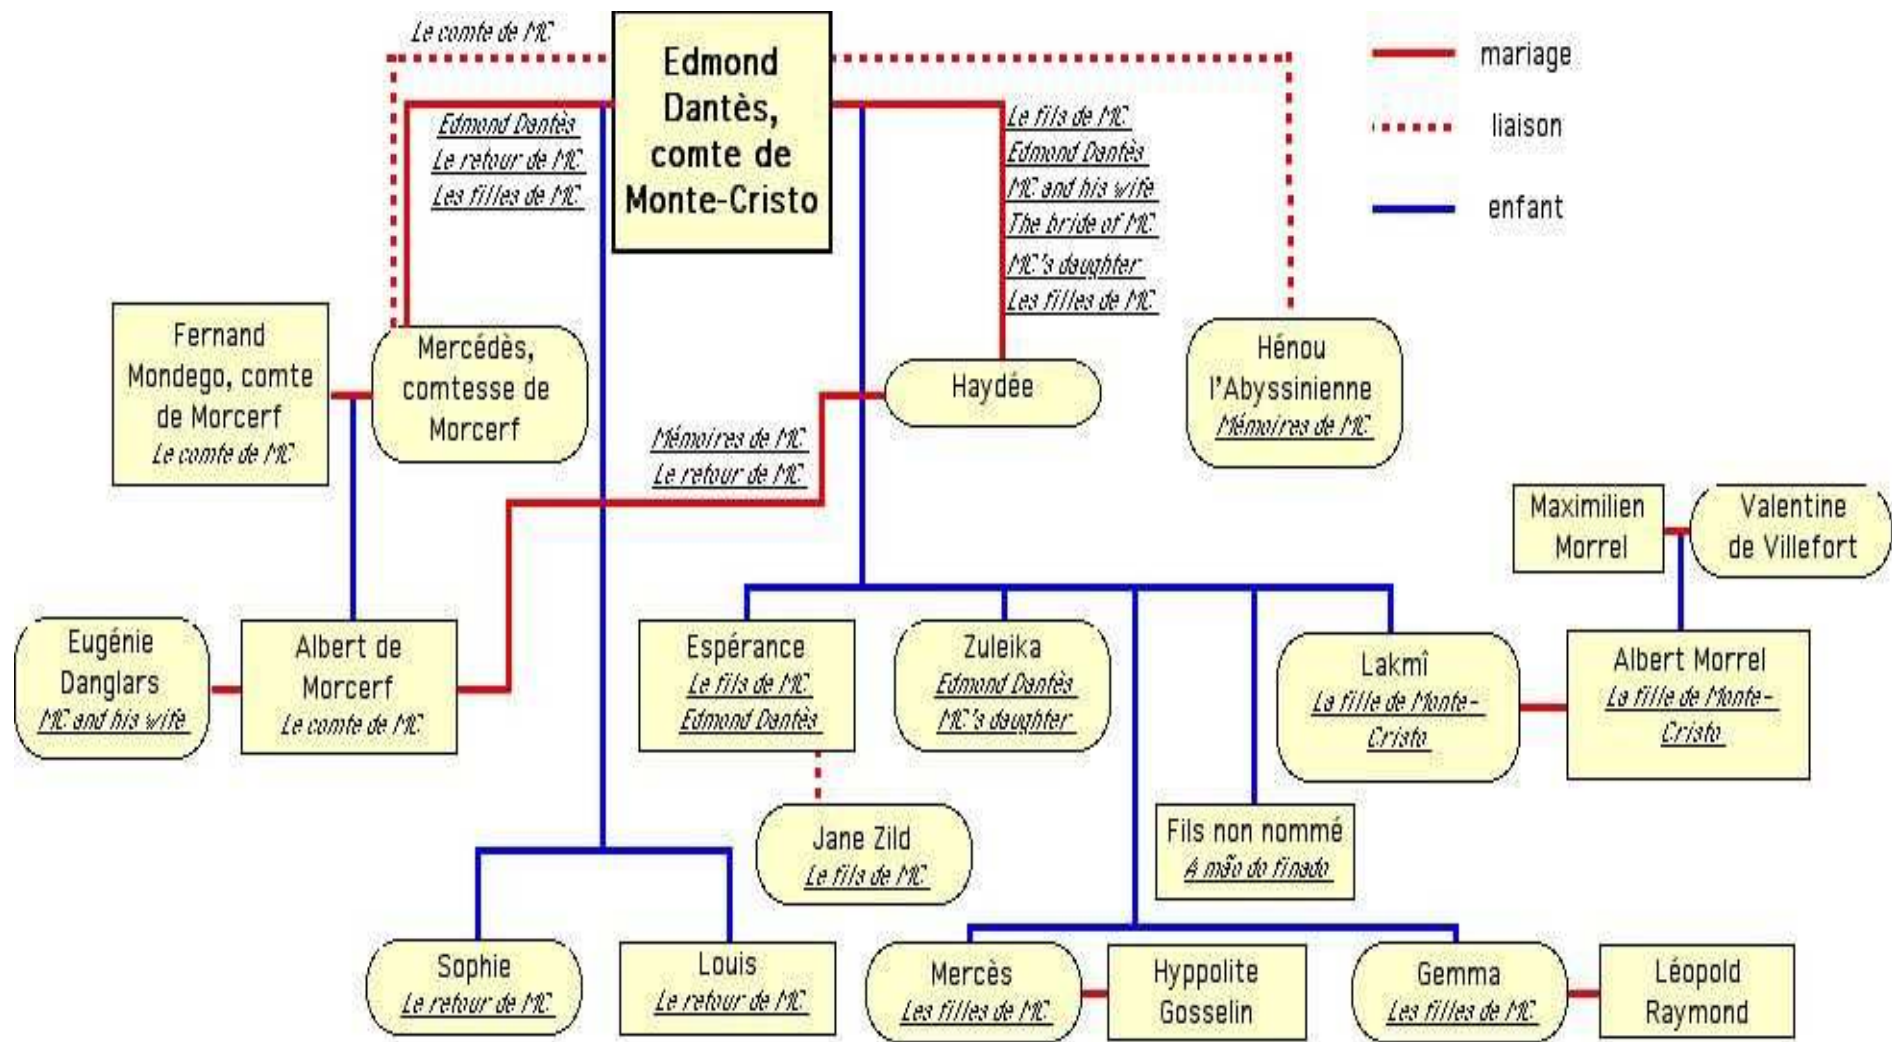 Le comte de MC
Edmond
Dantès,
comte de
Monte-Cristo
mariage
liaison
enfant
Edmond Dantès
Le retour de MC
Les filles de MC
Le fils de MC
Edmond Dantès
MC and his wife
The bride of MC
MC's daughter
Les filles de MC
Fernand
Mondego, comte
de Morcerf
Le comte de MC
Mercédès,
comtesse de
Morcerf
Haydée
Hénou
l'Abyssinienne
Mémoires de MC
Mémoires de MC
Le retour de MC
Maximilien
Morrel
Valentine
de Villefort
Eugénie
Danglars
MC and his wife
Albert de
Morcerf
Le comte de MC
Espérance
Le fils de MC
Edmond Dantès
Zuleika
Edmond Dantès
MC's daughter
Lakmî
La fille de Monte-
Cristo
Albert Morrel
La fille de Monte-
Cristo
Jane Zild
Le fils de MC
Fils non nommé
A mão do finado
Sophie
Le retour de MC
Louis
Le retour de MC
Mercès
Les filles de MC
Hyppolite
Gosselin
Gemma
Les filles de MC
Léopold
Raymond